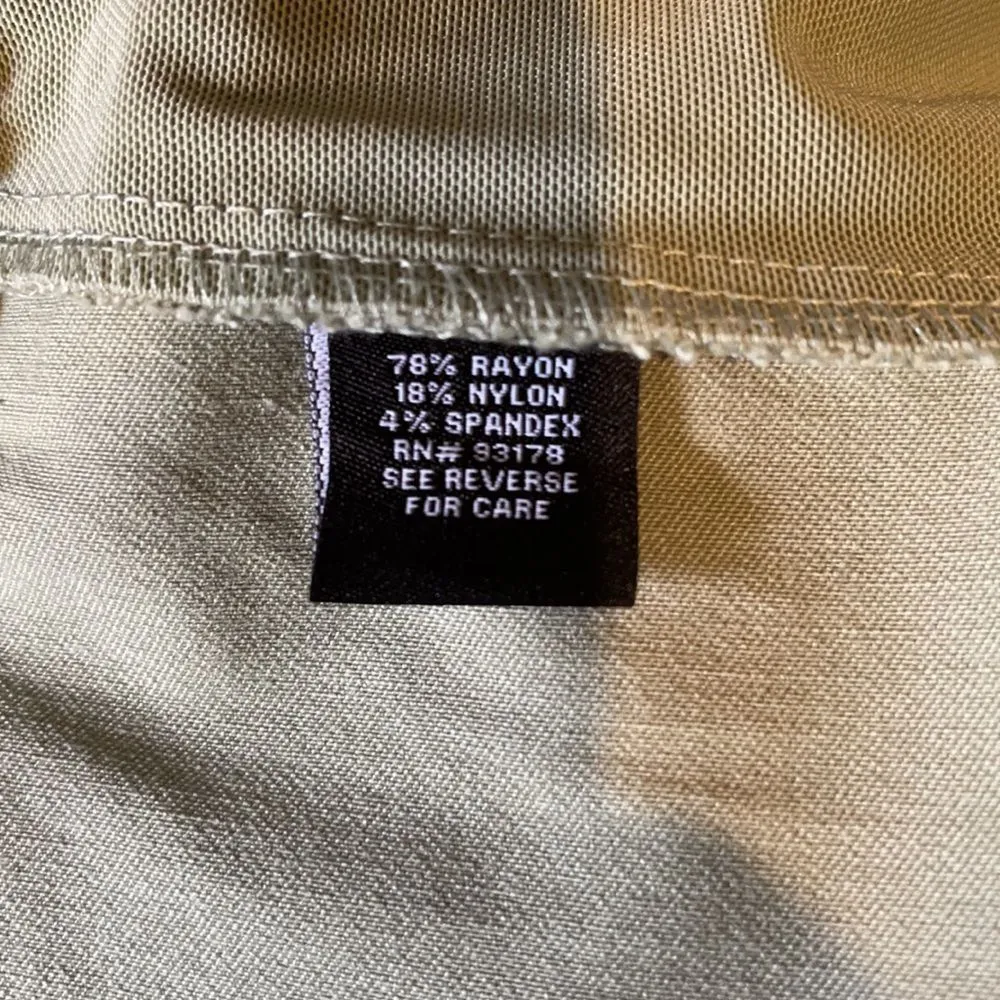 78% RAYON
18% NYLON
4% SPANDEX
RN# 93178
SEE REVERSE
FOR CARE